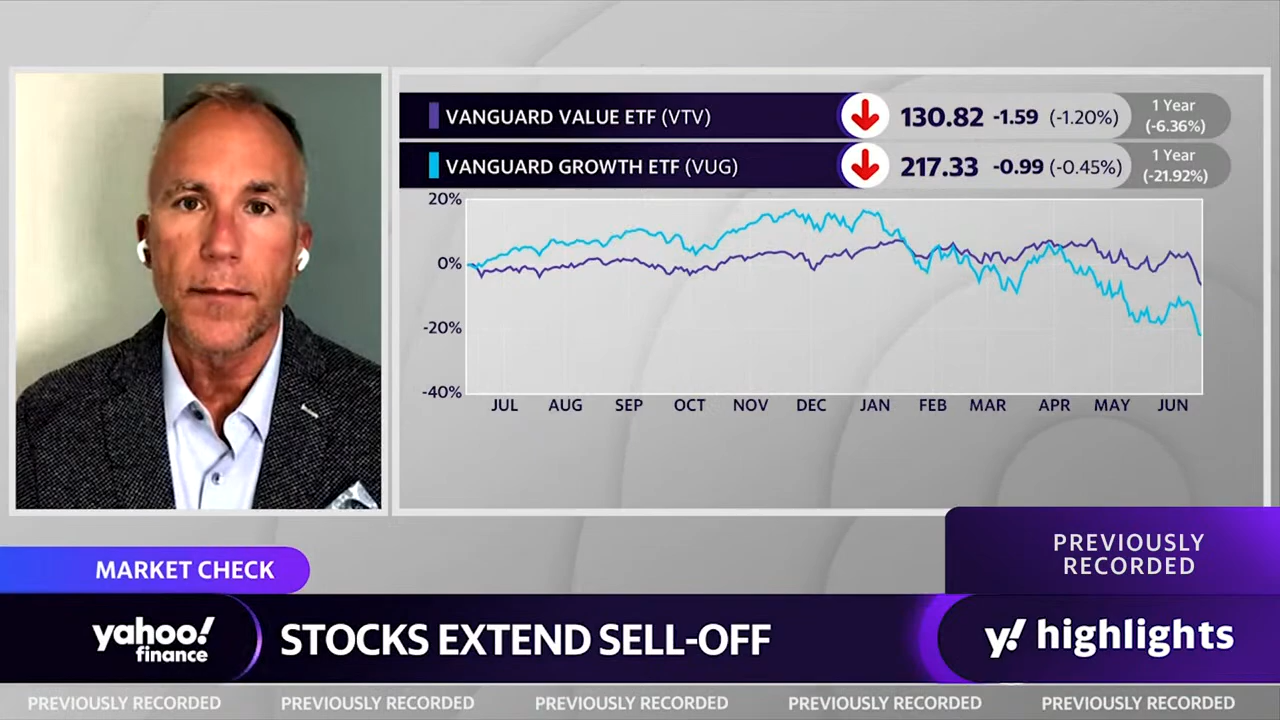 VANGUARD VALUE ETF (VTV)
130.82 -1.59 (-1.20%)
1 Year
(-6.36%)
VANGUARD GROWTH ETF (VUG)
217.33 -0.99 (-0.45%)
1 Year
(-21.92%)
20%
0%
-20%
-40%
JUL AUG SEP OCT NOV DEC JAN FEB MAR APR MAY JUN
PREVIOUSLY
RECORDED
MARKET CHECK
yahoo!
finance
STOCKS EXTEND SELL-OFF
y! highlights
PREVIOUSLY RECORDED PREVIOUSLY RECORDED PREVIOUSLY RECORDED PREVIOUSLY RECORDED PREVIOUSLY RECORDED